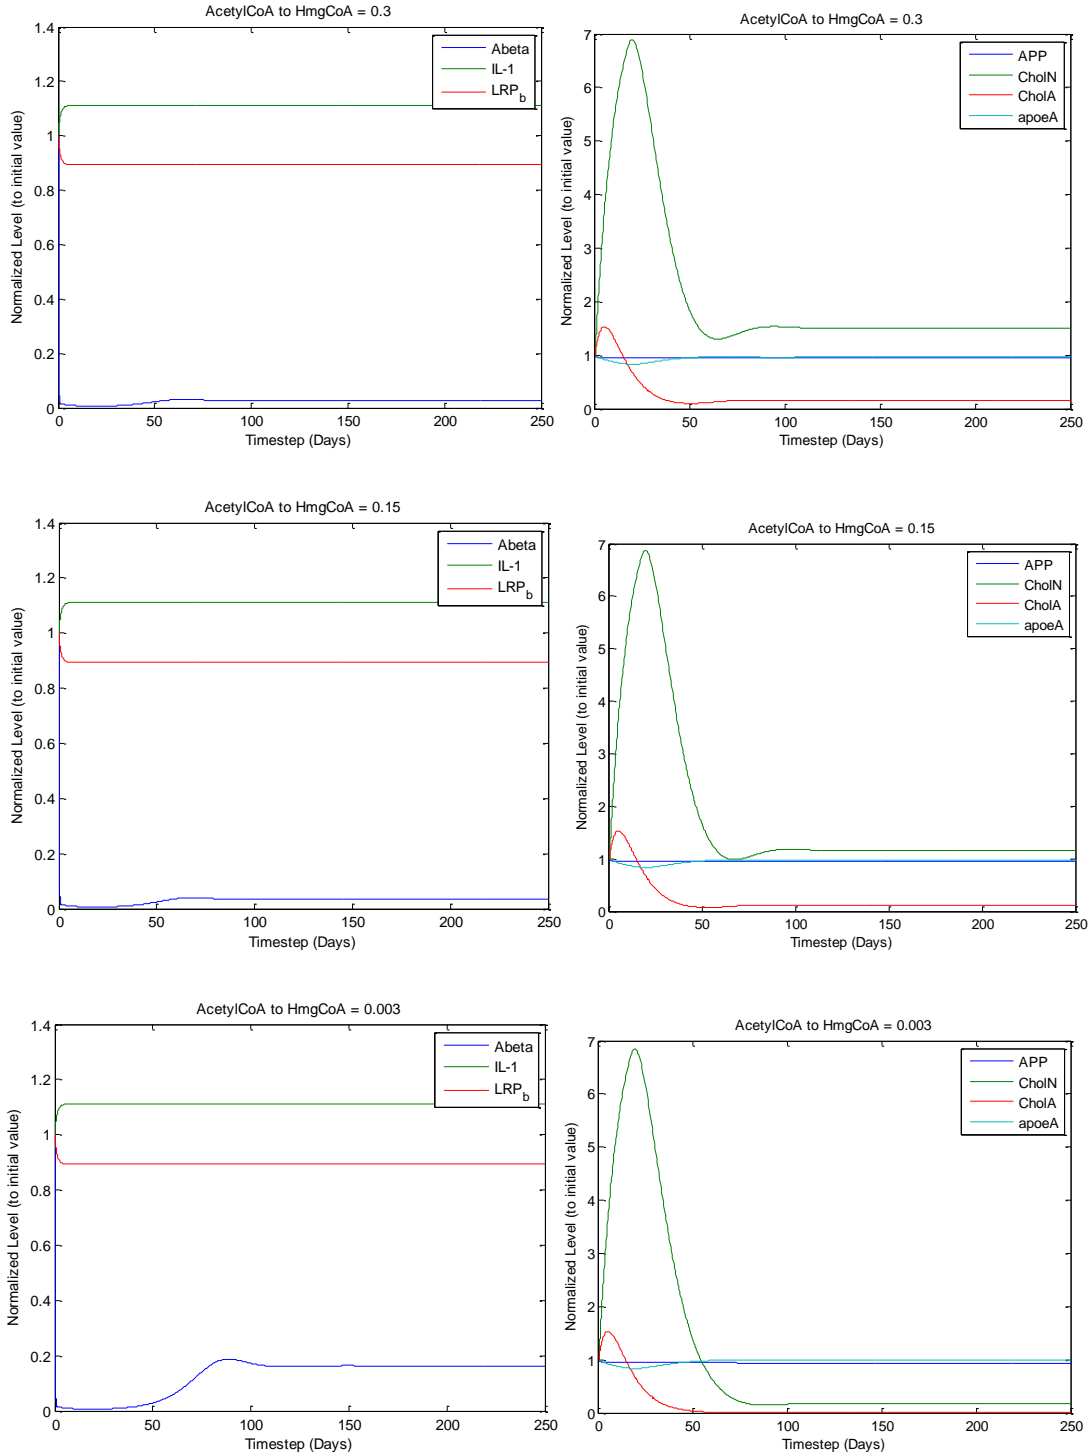 AcetylCoA to HmgCoA = 0.3
Normalized Level (to initial value)
1.4
1.2
1
0.8
0.6
0.4
0.2
0
0 50 100 150 200 250
Timestep (Days)
Abeta
IL-1
LRP_b
AcetylCoA to HmgCoA = 0.3
Normalized Level (to initial value)
7
6
5
4
3
2
1
0
0 50 100 150 200 250
Timestep (Days)
APP
CholN
CholA
apoeA
AcetylCoA to HmgCoA = 0.15
Normalized Level (to initial value)
1.4
1.2
1
0.8
0.6
0.4
0.2
0
0 50 100 150 200 250
Timestep (Days)
Abeta
IL-1
LRP_b
AcetylCoA to HmgCoA = 0.15
Normalized Level (to initial value)
7
6
5
4
3
2
1
0
0 50 100 150 200 250
Timestep (Days)
APP
CholN
CholA
apoeA
AcetylCoA to HmgCoA = 0.003
Normalized Level (to initial value)
1.4
1.2
1
0.8
0.6
0.4
0.2
0
0 50 100 150 200 250
Timestep (Days)
Abeta
IL-1
LRP_b
AcetylCoA to HmgCoA = 0.003
Normalized Level (to initial value)
7
6
5
4
3
2
1
0
0 50 100 150 200 250
Timestep (Days)
APP
CholN
CholA
apoeA